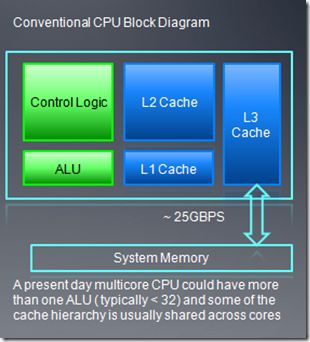 Conventional CPU Block Diagram
Control Logic
L2 Cache
L3
Cache
ALU
L1 Cache
~ 25GBPS
System Memory
A present day multicore CPU could have more
than one ALU ( typically < 32) and some of the
cache hierarchy is usually shared across cores